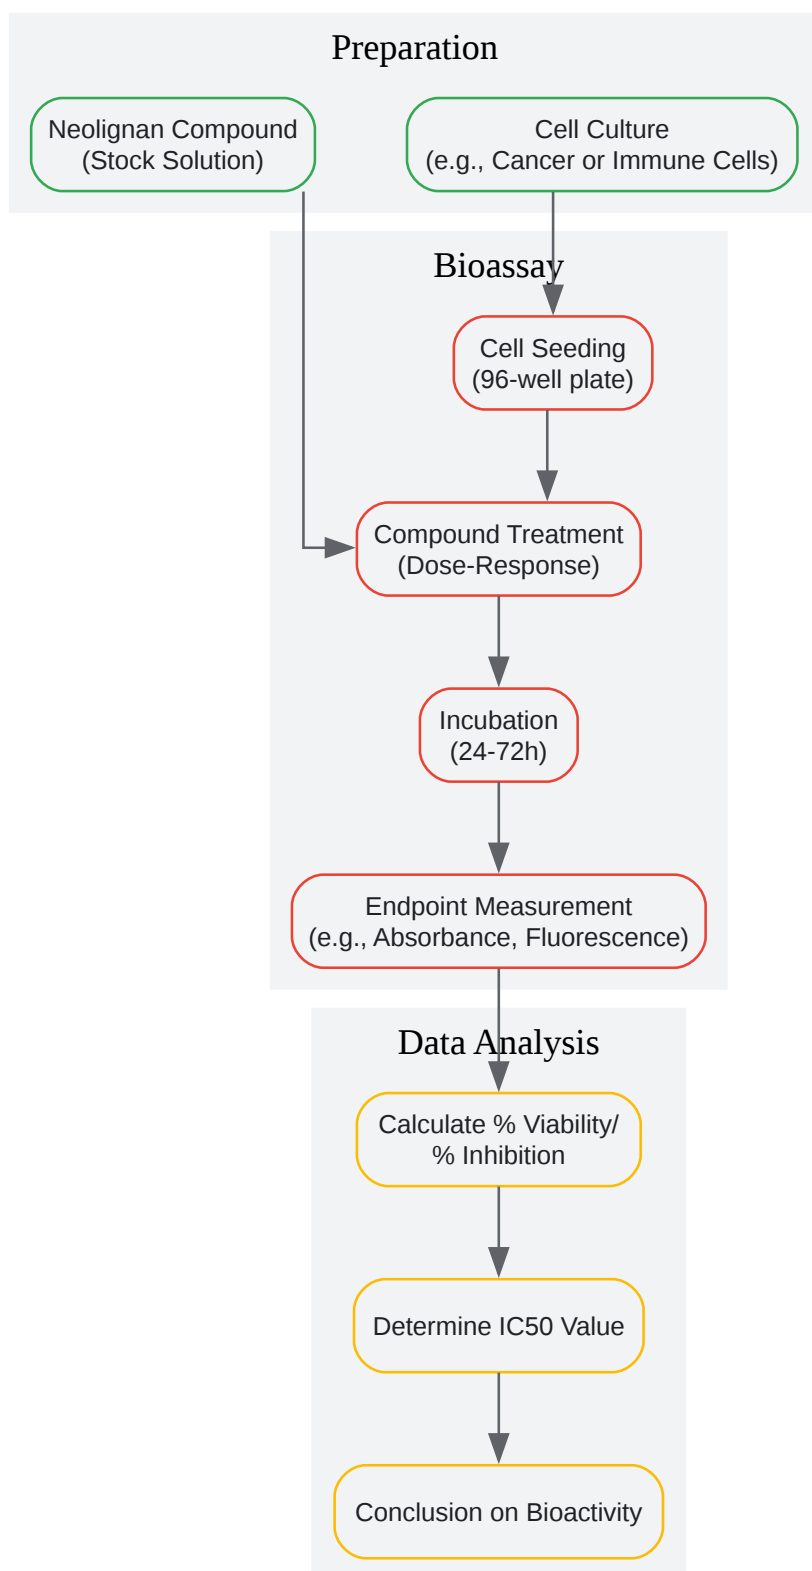 Preparation
Neolignan Compound
(Stock Solution)
Cell Culture
(e.g., Cancer or Immune Cells)
Bioassay
Cell Seeding
(96-well plate)
Compound Treatment
(Dose-Response)
Incubation
(24-72h)
Endpoint Measurement
(e.g., Absorbance, Fluorescence)
Data Analysis
Calculate % Viability/
% Inhibition
Determine IC50 Value
Conclusion on Bioactivity